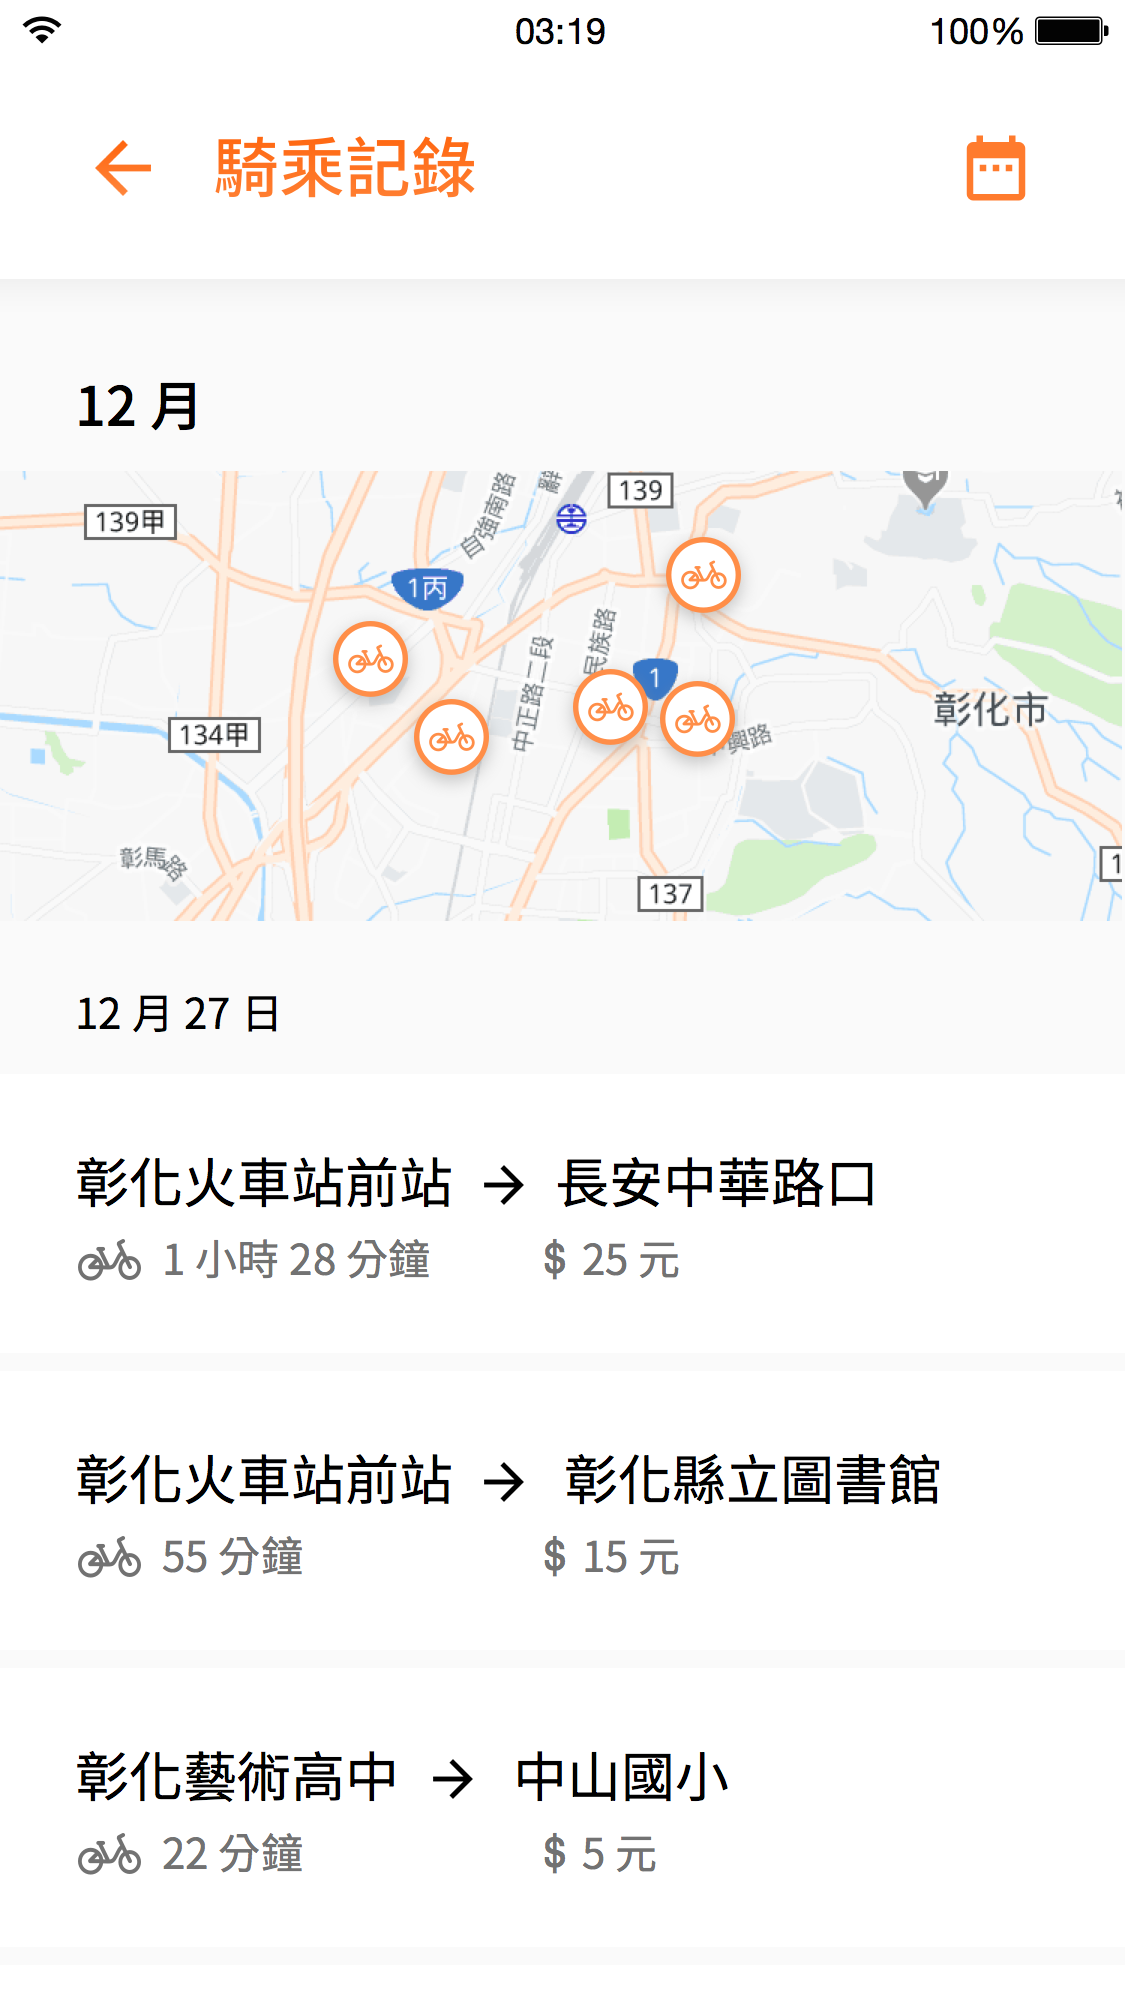 03:19
100%
騎乘記錄
12 月
自強南路
139
139甲
1丙
民族路
中正路二段
1
彰化市
134甲
興路
彰馬路
137
12 月 27 日
彰化火車站前站 → 長安中華路口
1 小時 28 分鐘 $ 25 元
彰化火車站前站 → 彰化縣立圖書館
55 分鐘 $ 15 元
彰化藝術高中 → 中山國小
22 分鐘 $ 5 元